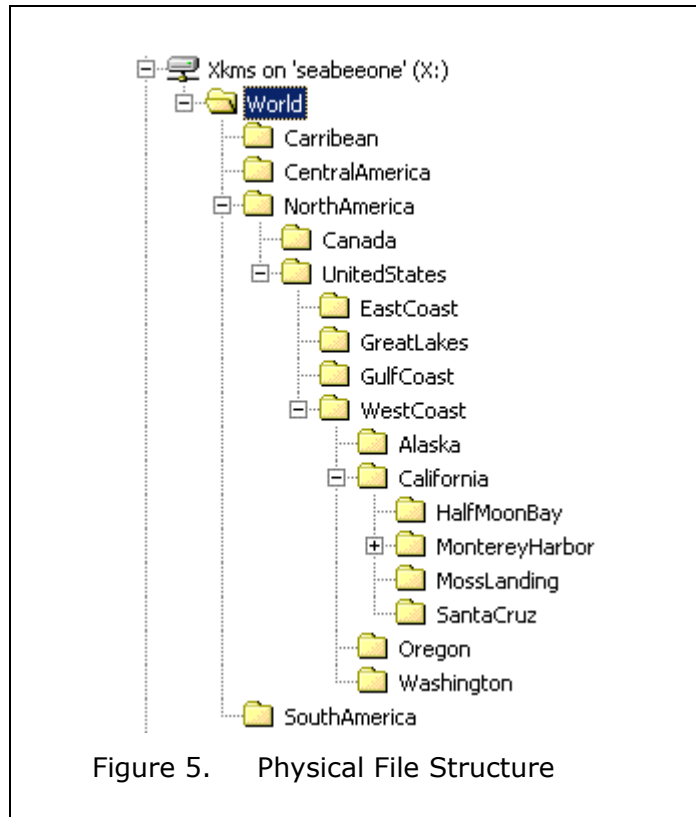 Xkms on 'seabeeone' (X:)
World
Carribean
CentralAmerica
NorthAmerica
Canada
UnitedStates
EastCoast
GreatLakes
GulfCoast
WestCoast
Alaska
California
HalfMoonBay
MontereyHarbor
MossLanding
SantaCruz
Oregon
Washington
SouthAmerica
Figure 5. Physical File Structure